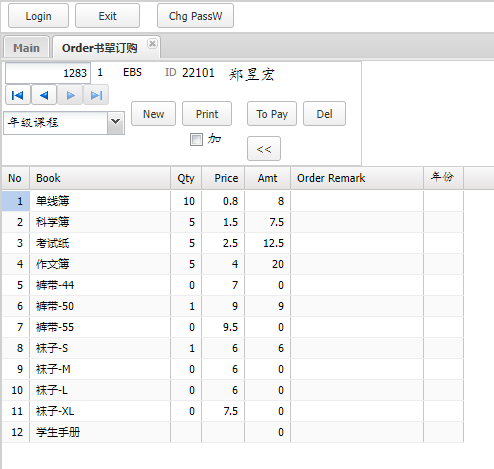 Login Exit Chg PassW
Main Order书單订购
1283 1 EBS ID 22101 郑昱宏
年级课程 New Print To Pay Del
加 <<
No Book Qty Price Amt Order Remark 年份
1 单线簿 10 0.8 8
2 科学簿 5 1.5 7.5
3 考试纸 5 2.5 12.5
4 作文簿 5 4 20
5 裤带-44 0 7 0
6 裤带-50 1 9 9
7 裤带-55 0 9.5 0
8 袜子-S 1 6 6
9 袜子-M 0 6 0
10 袜子-L 0 6 0
11 袜子-XL 0 7.5 0
12 学生手册 0